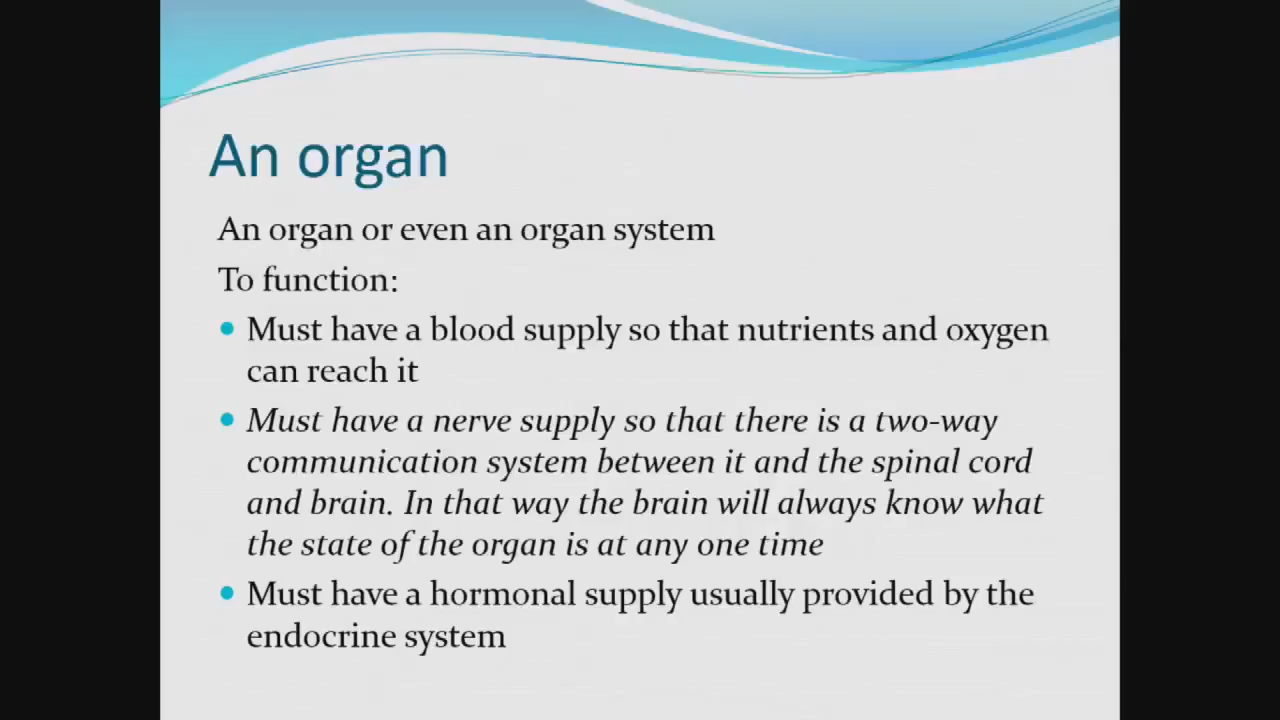 An organ
An organ or even an organ system
To function:
• Must have a blood supply so that nutrients and oxygen
can reach it
• Must have a nerve supply so that there is a two-way
communication system between it and the spinal cord
and brain. In that way the brain will always know what
the state of the organ is at any one time
• Must have a hormonal supply usually provided by the
endocrine system